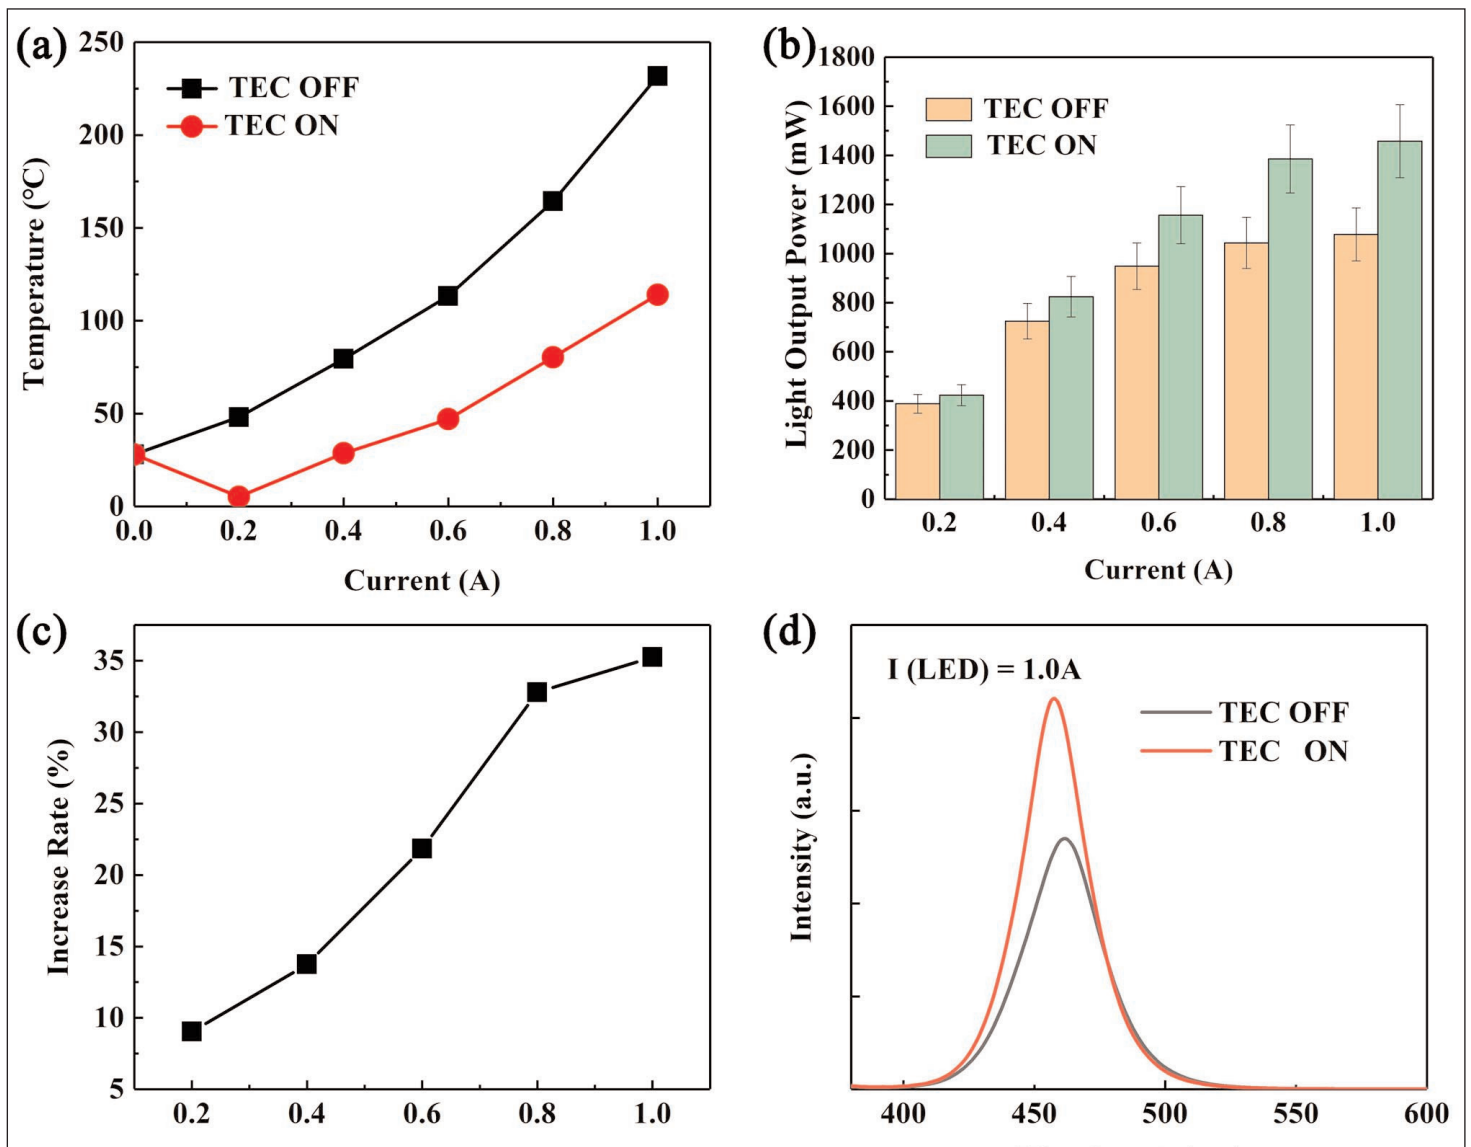 (a)
250
200
150
100
50
0
Temperature (°C)
TEC OFF
TEC ON
0.0 0.2 0.4 0.6 0.8 1.0
Current (A)
(b)
1800
1600
1400
1200
1000
800
600
400
200
0
Light Output Power (mW)
TEC OFF
TEC ON
0.2 0.4 0.6 0.8 1.0
Current (A)
(c)
35
30
25
20
15
10
5
Increase Rate (%)
0.2 0.4 0.6 0.8 1.0
(d)
I (LED) = 1.0A
TEC OFF
TEC ON
Intensity (a.u.)
400 450 500 550 600